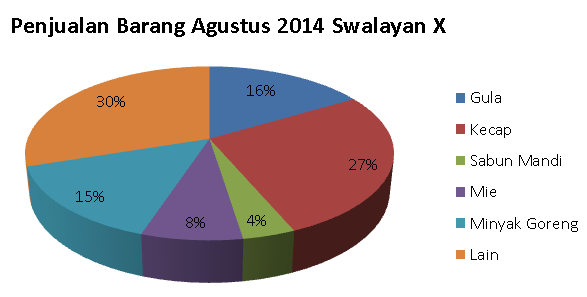 Penjualan Barang Agustus 2014 Swalayan X
16%
27%
4%
8%
15%
30%
Gula
Kecap
Sabun Mandi
Mie
Minyak Goreng
Lain